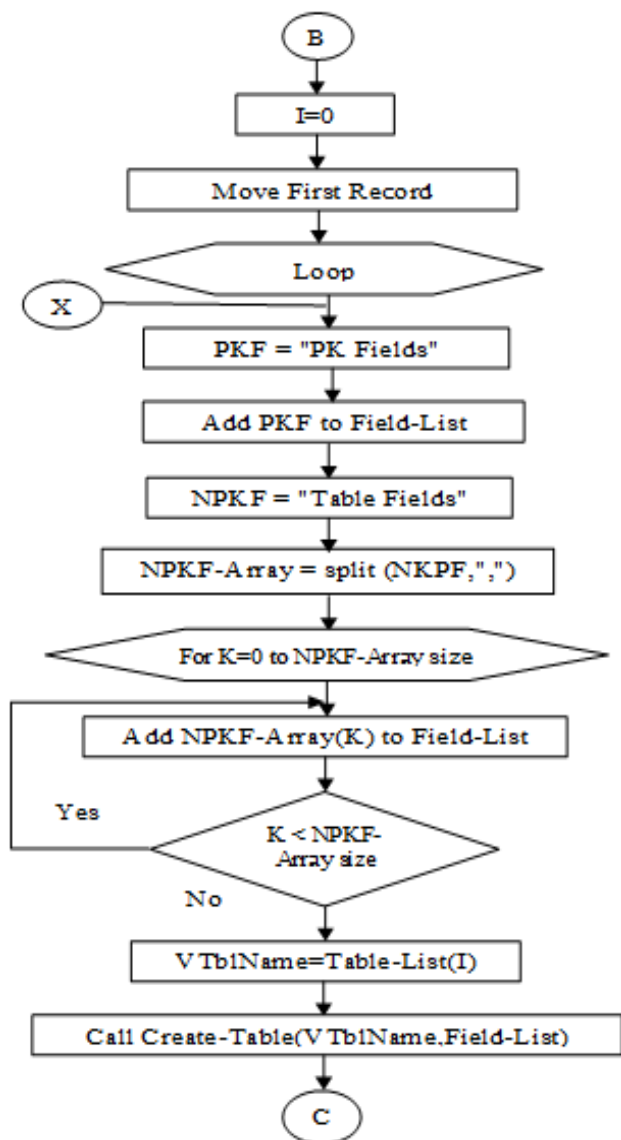 B
I=0
Move First Record
Loop
X
PKF = "PK Fields"
Add PKF to Field-List
NPKF = "Table Fields"
NPKF-Array = split (NKPF,",")
For K=0 to NPKF-Array size
Add NPKF-Array(K) to Field-List
Yes
K < NPKF-
Array size
No
VTblName=Table-List(I)
Call Create-Table(VTblName,Field-List)
C